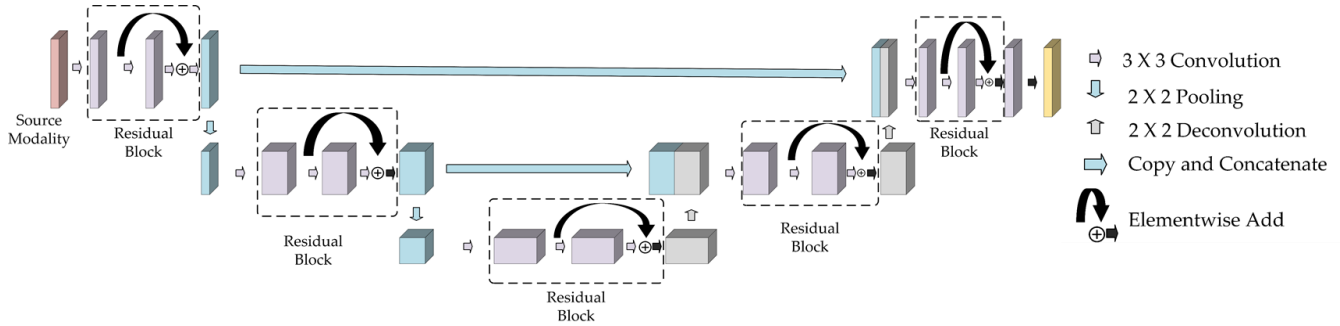 Source
Modality
Residual
Block
Residual
Block
Residual
Block
Residual
Block
Residual
Block
3 X 3 Convolution
2 X 2 Pooling
2 X 2 Deconvolution
Copy and Concatenate
Elementwise Add